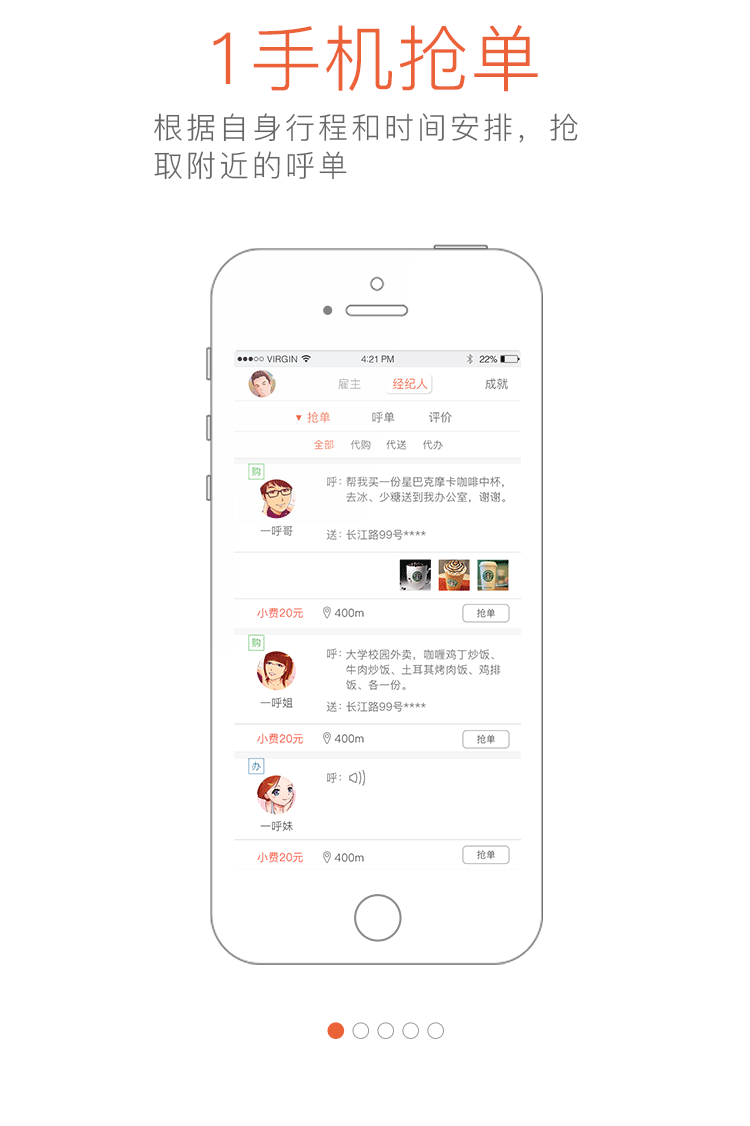 1手机抢单
根据自身行程和时间安排，抢
取附近的呼单
VIRGIN 4:21 PM 22%
雇主 经纪人 成就
▼ 抢单 呼单 评价
全部 代购 代送 代办
购
呼: 帮我买一份星巴克摩卡咖啡中杯，
去冰、少糖送到我办公室，谢谢。
一呼哥
送: 长江路99号****
小费20元 400m 抢单
购
呼: 大学校园外卖，咖喱鸡丁炒饭、
牛肉炒饭、土耳其烤肉饭、鸡排
饭、各一份。
一呼姐
送: 长江路99号****
小费20元 400m 抢单
办
呼:
一呼妹
小费20元 400m 抢单